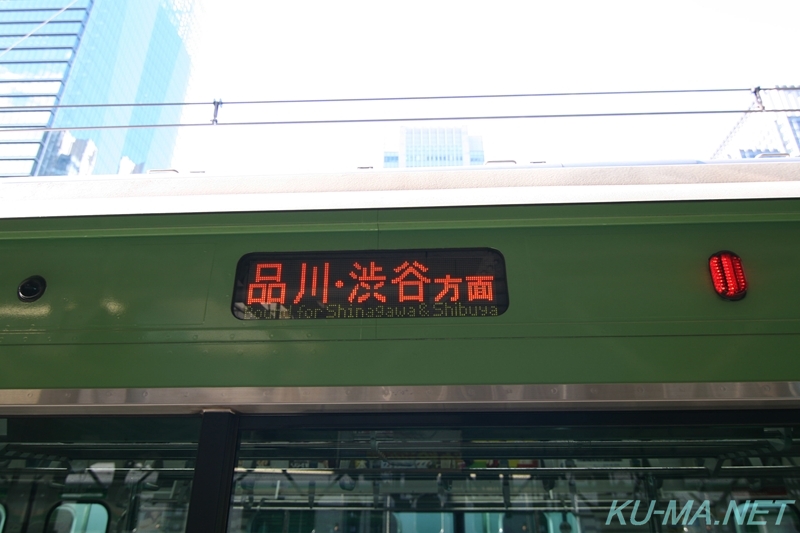 品川・渋谷方面
Bound for Shinagawa & Shibuya
KU-MA.NET